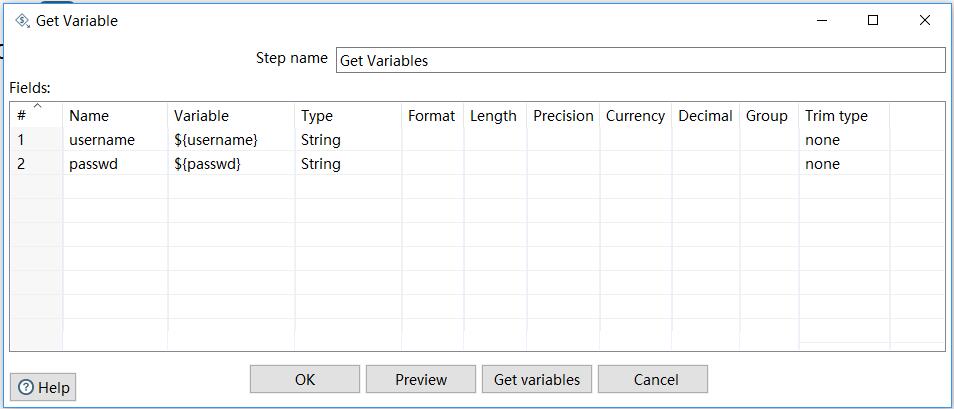 Get Variable
Step name Get Variables
Fields:
# Name Variable Type Format Length Precision Currency Decimal Group Trim type
1 username ${username} String none
2 passwd ${passwd} String none
Help OK Preview Get variables Cancel